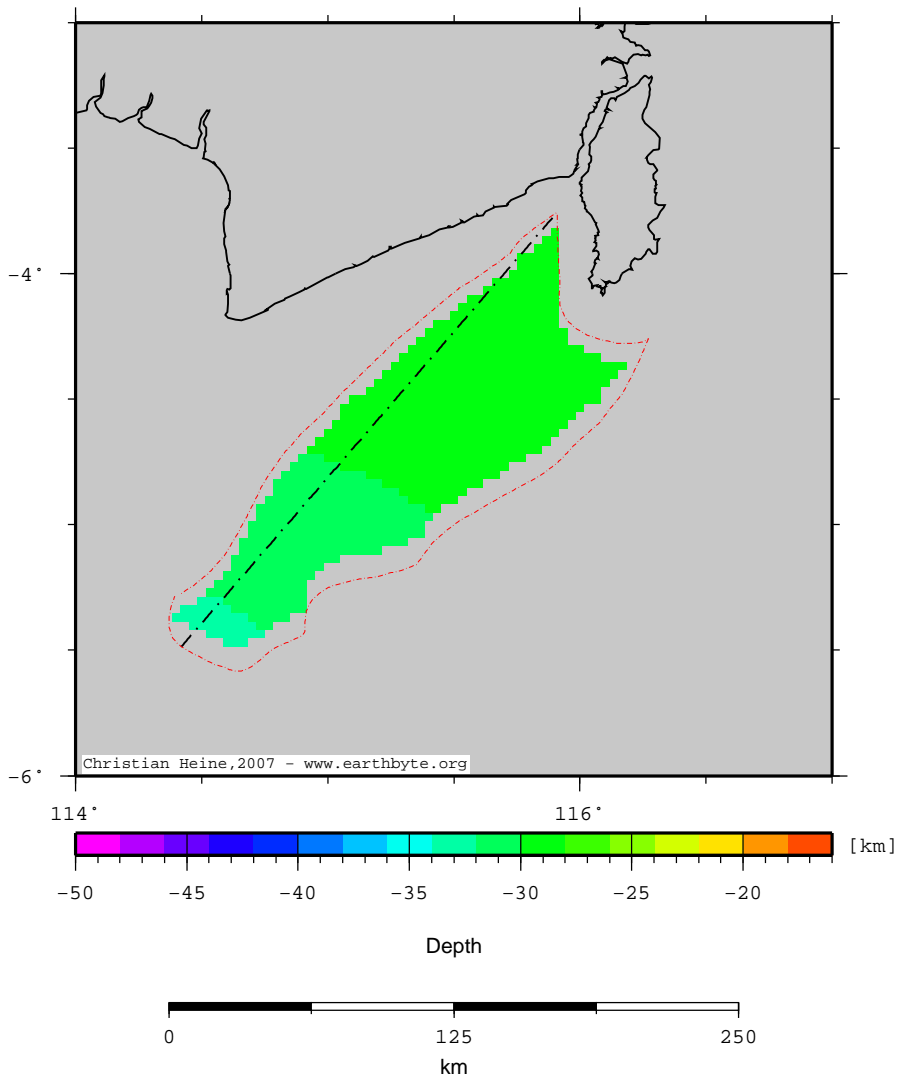 −4°
−6°
Christian Heine,2007 − www.earthbyte.org
114° 116°
[km]
−50 −45 −40 −35 −30 −25 −20
Depth
0 125 250
km